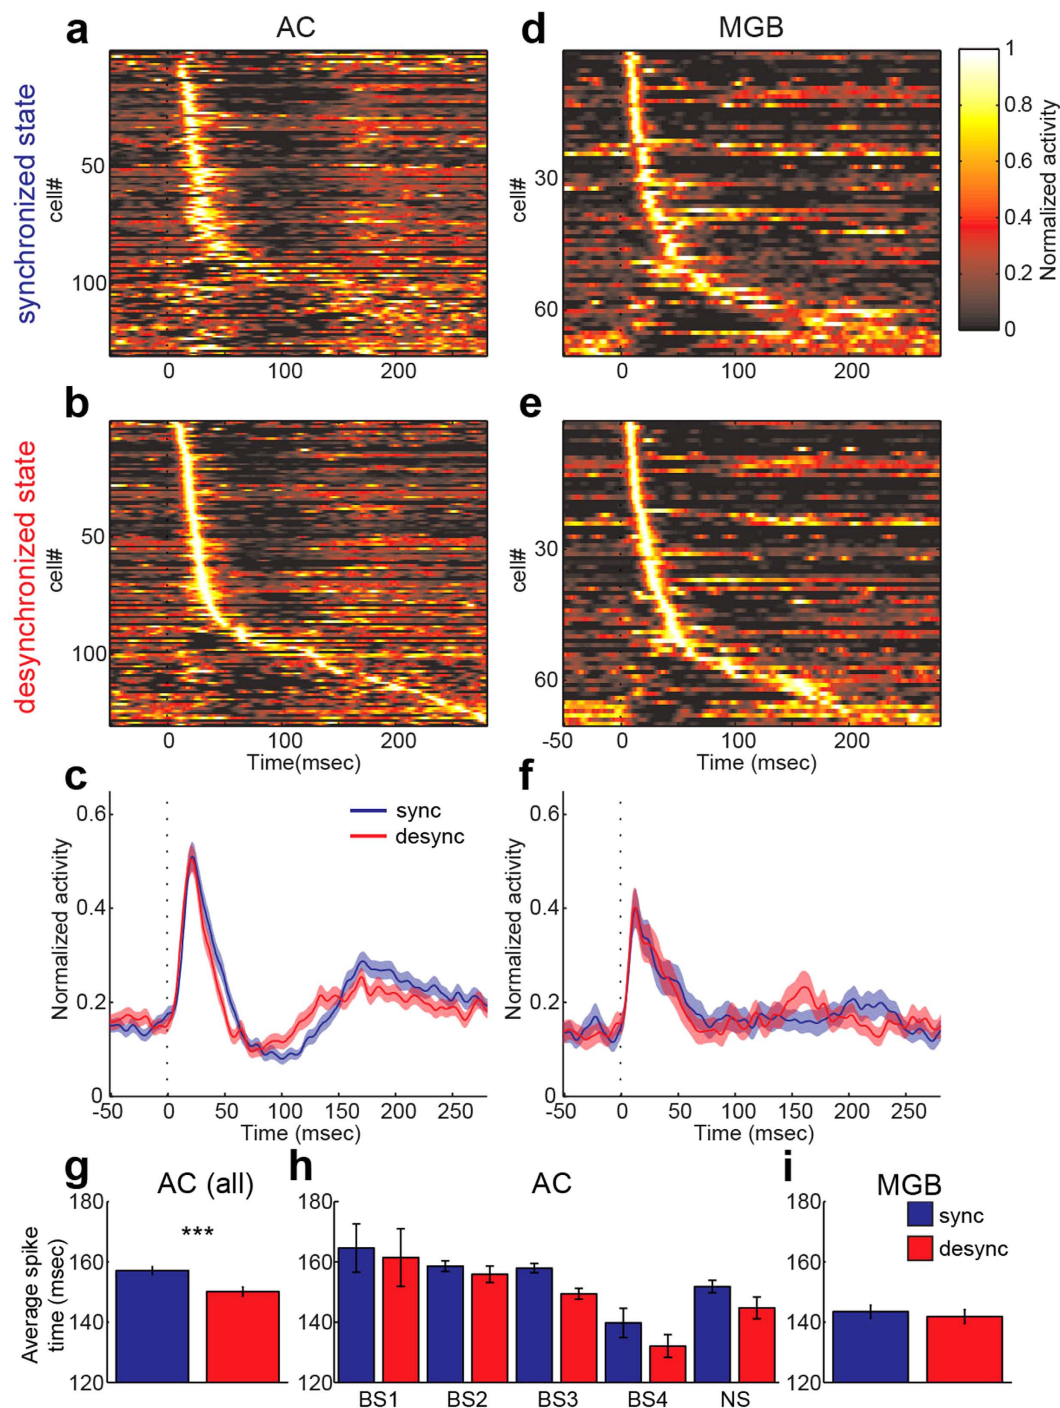 a AC d MGB
synchronized state
cell#
50
100
0 100 200
cell#
30
60
0 100 200
1
0.8
0.6
0.4
0.2
0
Normalized activity
b e
desynchronized state
cell#
50
100
0 100 200
Time(msec)
cell#
30
60
-50 0 100 200
Time (msec)
c f
Normalized activity
0.6
0.4
0.2
0
sync
desync
-50 0 50 100 150 200 250
Time (msec)
Normalized activity
0.6
0.4
0.2
0
-50 0 50 100 150 200 250
Time (msec)
g AC (all) h AC i MGB
Average spike
time (msec)
180
160
140
120
***
180
160
140
120
BS1 BS2 BS3 BS4 NS
180
160
140
120
sync
desync